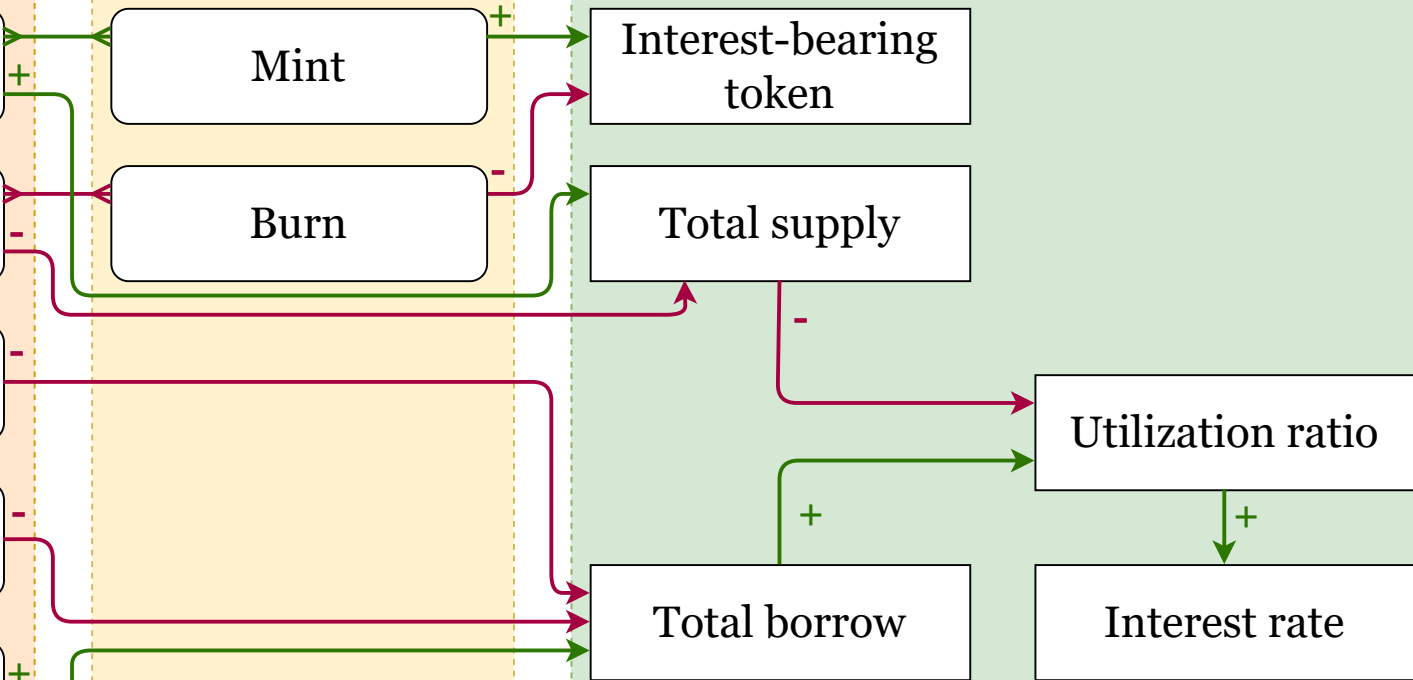 +
Mint
Interest-bearing
token
+
-
Burn
Total supply
-
-
-
Utilization ratio
-
+
+
Total borrow
Interest rate
+